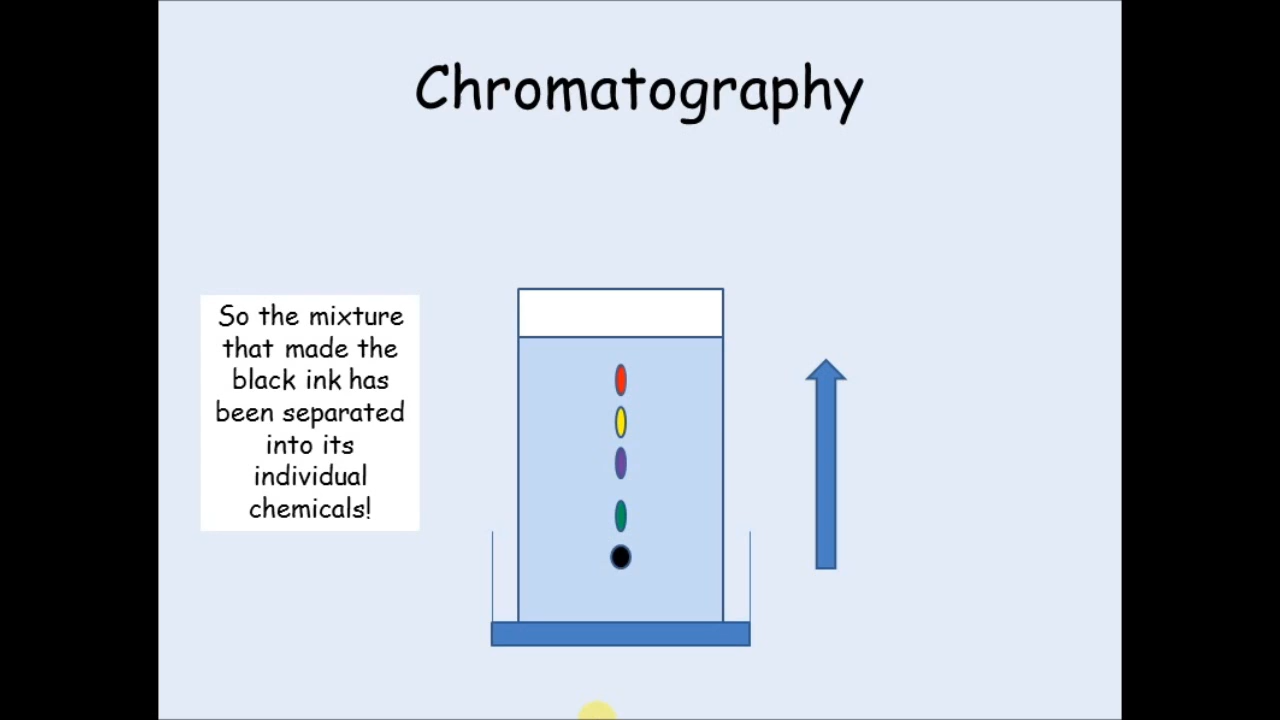 Chromatography
So the mixture
that made the
black ink has
been separated
into its
individual
chemicals!